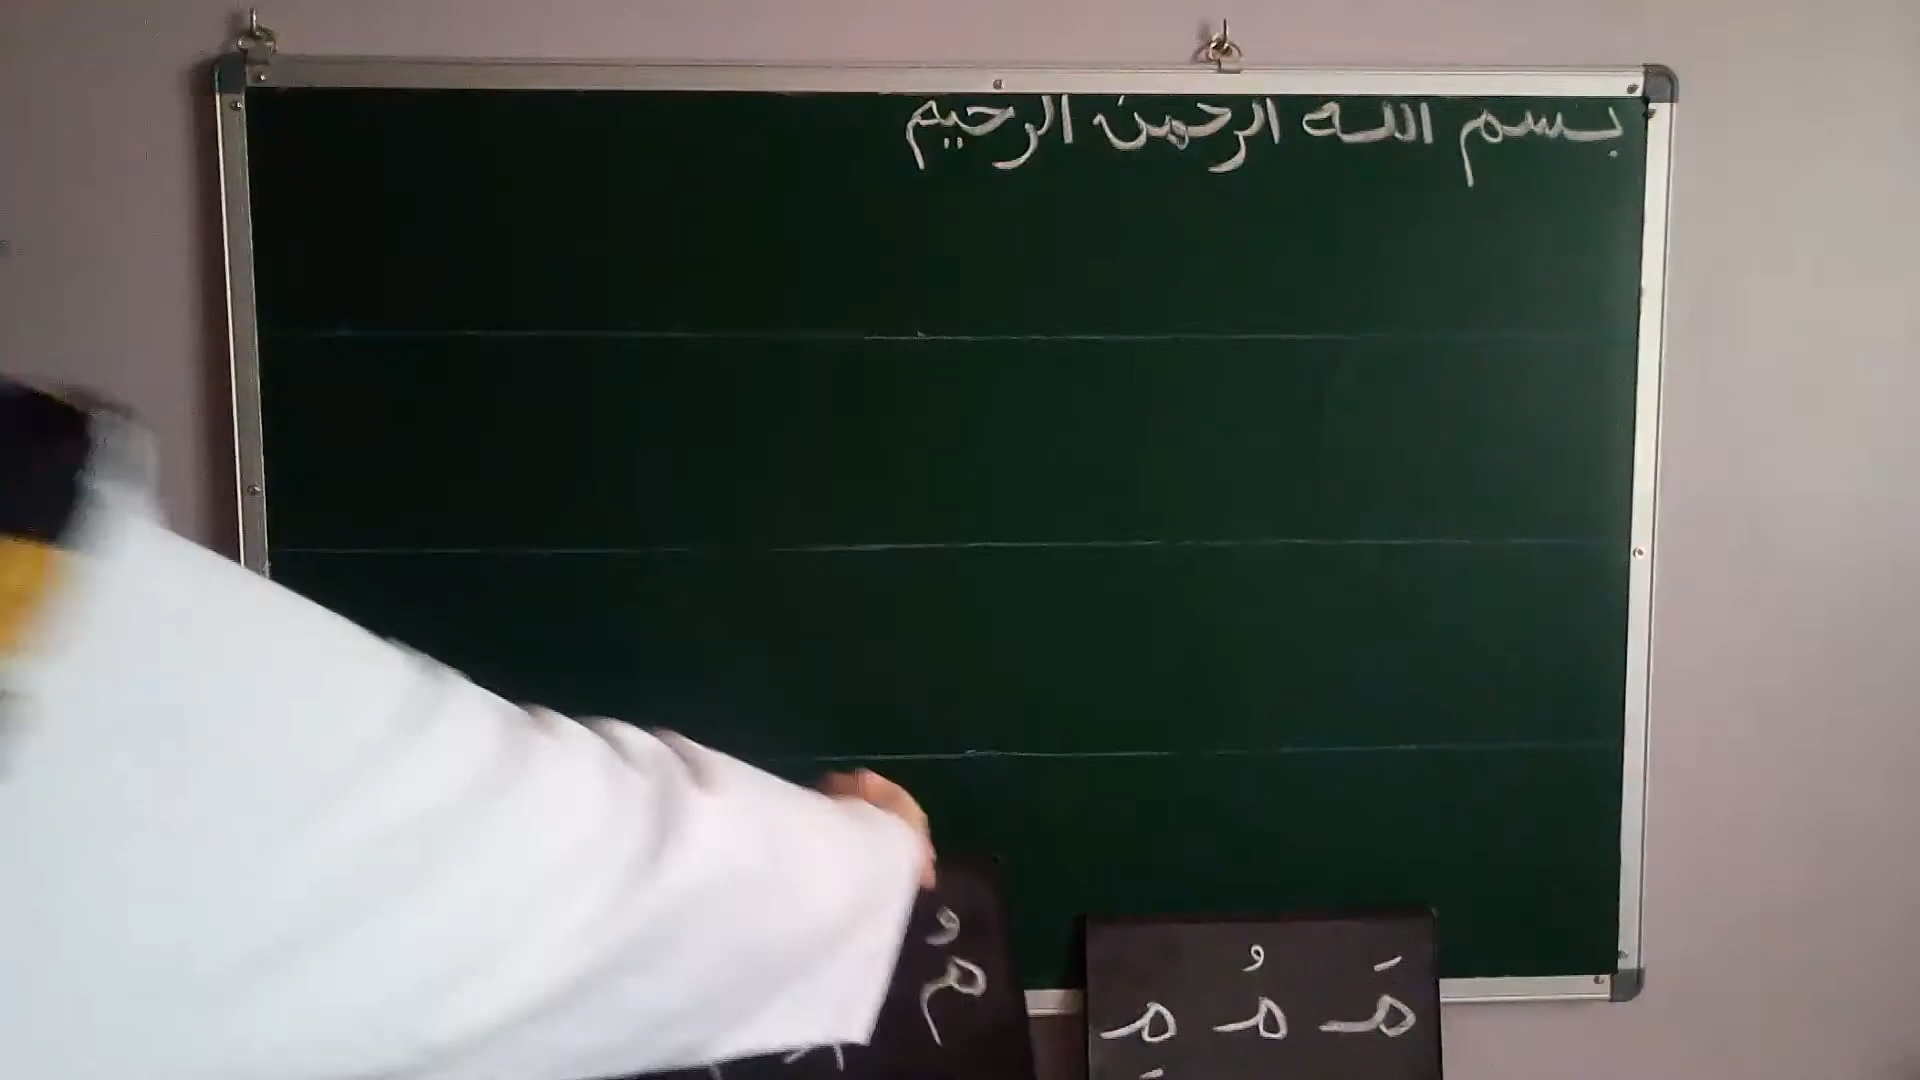 بسم الله الرحمن الرحيم
مَـ مُـ مِـ
مُ